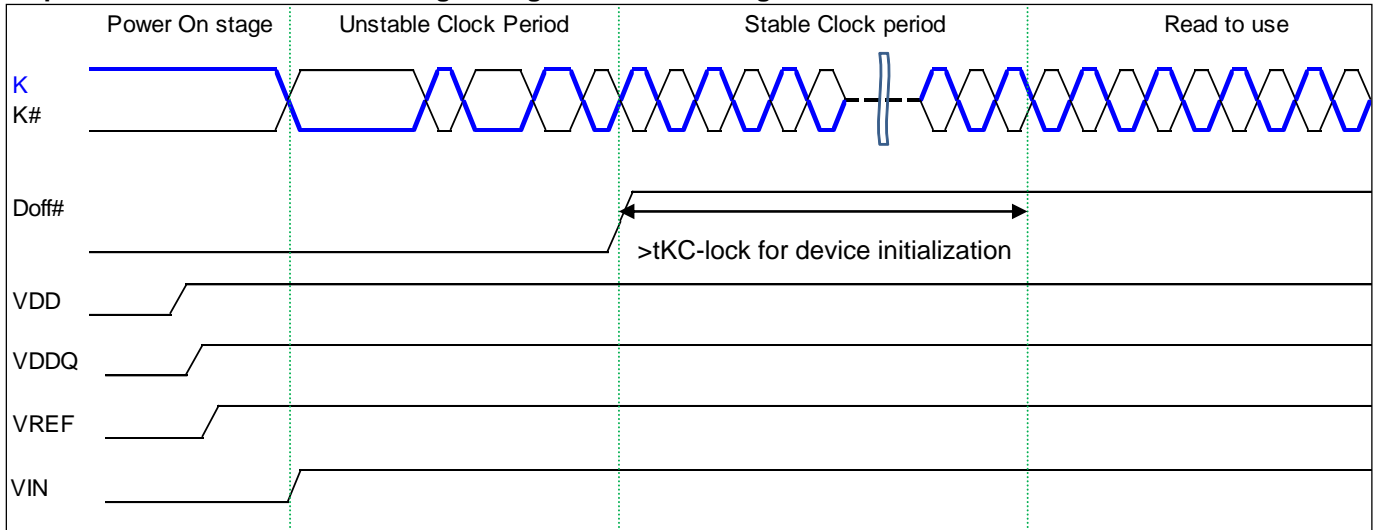 Power On stage Unstable Clock Period Stable Clock period Read to use
K
K#
Doff#
>tKC-lock for device initialization
VDD
VDDQ
VREF
VIN